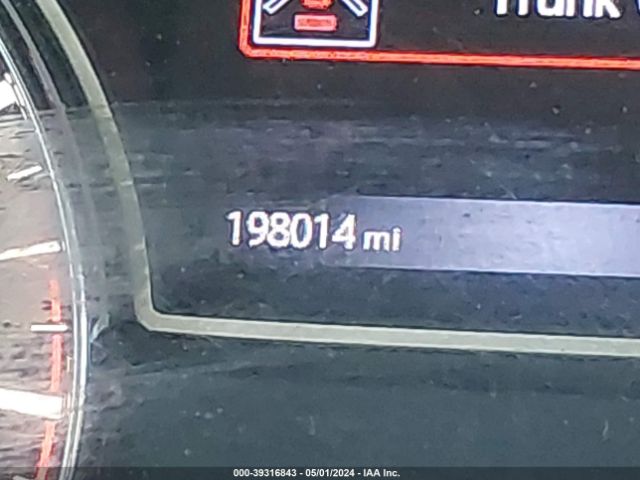 Trunk
198014 mi
000-39316843 - 05/01/2024 - IAA Inc.